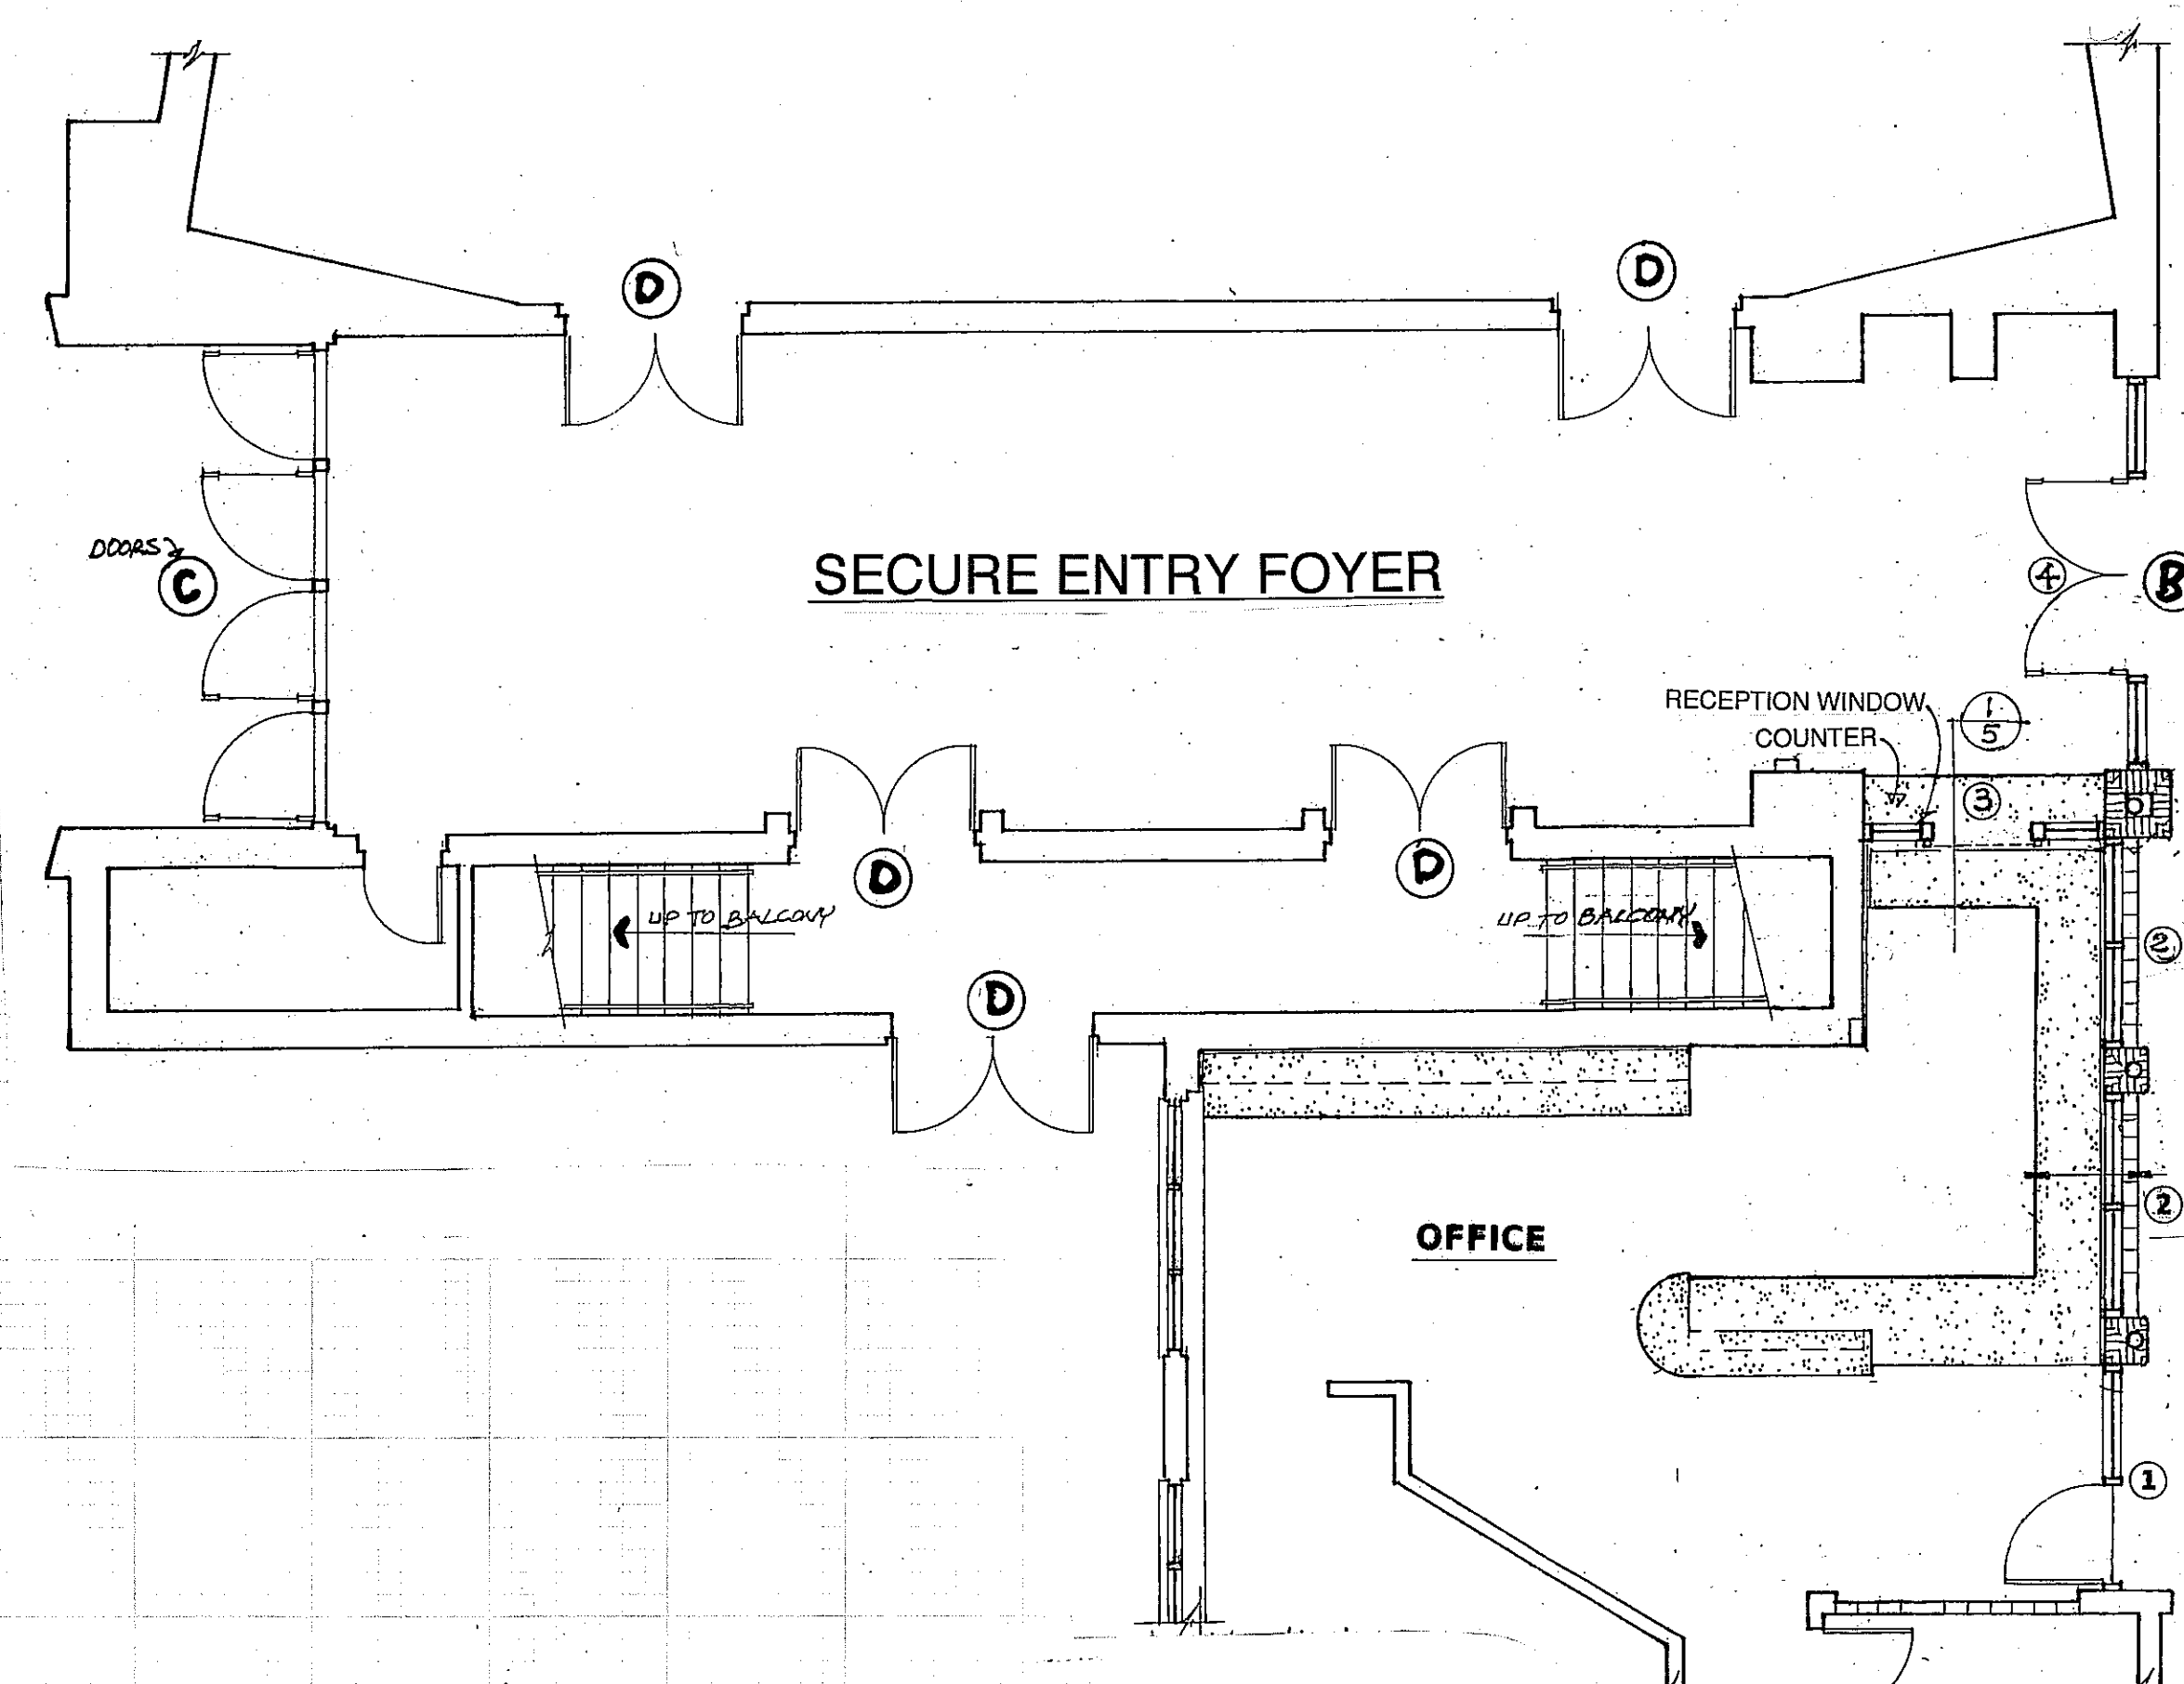 D
D
DOORS
C
SECURE ENTRY FOYER
4
B
RECEPTION WINDOW
COUNTER
1
5
3
D
D
UP TO BALCONY
UP TO BALCONY
2
D
2
OFFICE
1